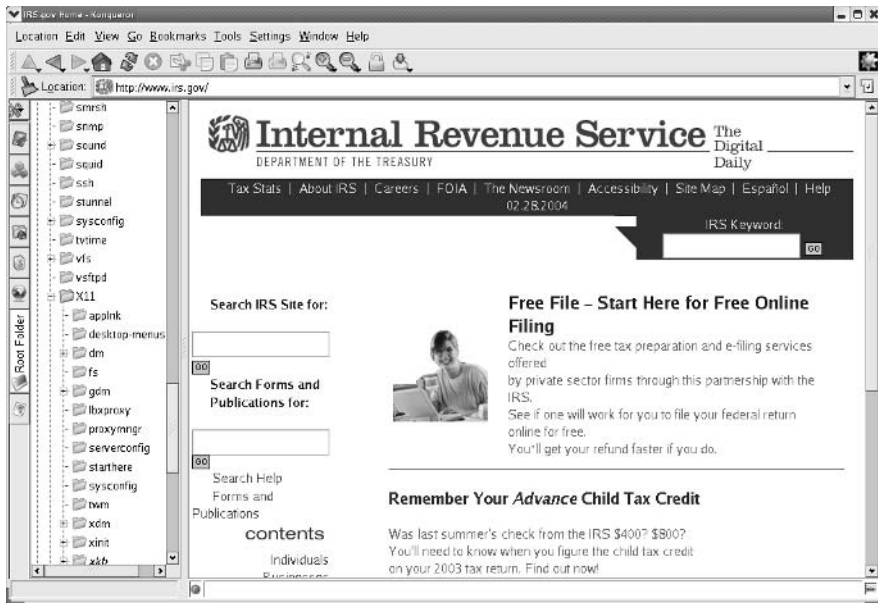 IRS.gov Home - Konqueror
Location Edit View Go Bookmarks Tools Settings Window Help
Location: http://www.irs.gov/
Root Folder
smrsh
snmp
sound
squid
ssh
stunnel
sysconfig
tvtime
vfs
vsftpd
X11
applnk
desktop-menus
dm
fs
gdm
lbxproxy
proxymngr
serverconfig
starthere
sysconfig
twm
xdm
xinit
xkb
Internal Revenue Service
DEPARTMENT OF THE TREASURY
The
Digital
Daily
Tax Stats | About IRS | Careers | FOIA | The Newsroom | Accessibility | Site Map | Español | Help
02.28.2004
IRS Keyword:
GO
Search IRS Site for:
GO
Search Forms and
Publications for:
GO
Search Help
Forms and
Publications
contents
Individuals
Businesses
Free File – Start Here for Free Online
Filing
Check out the free tax preparation and e-filing services
offered
by private sector firms through this partnership with the
IRS.
See if one will work for you to file your federal return
online for free.
You'll get your refund faster if you do.
Remember Your Advance Child Tax Credit
Was last summer's check from the IRS $400? $800?
You'll need to know when you figure the child tax credit
on your 2003 tax return. Find out now!